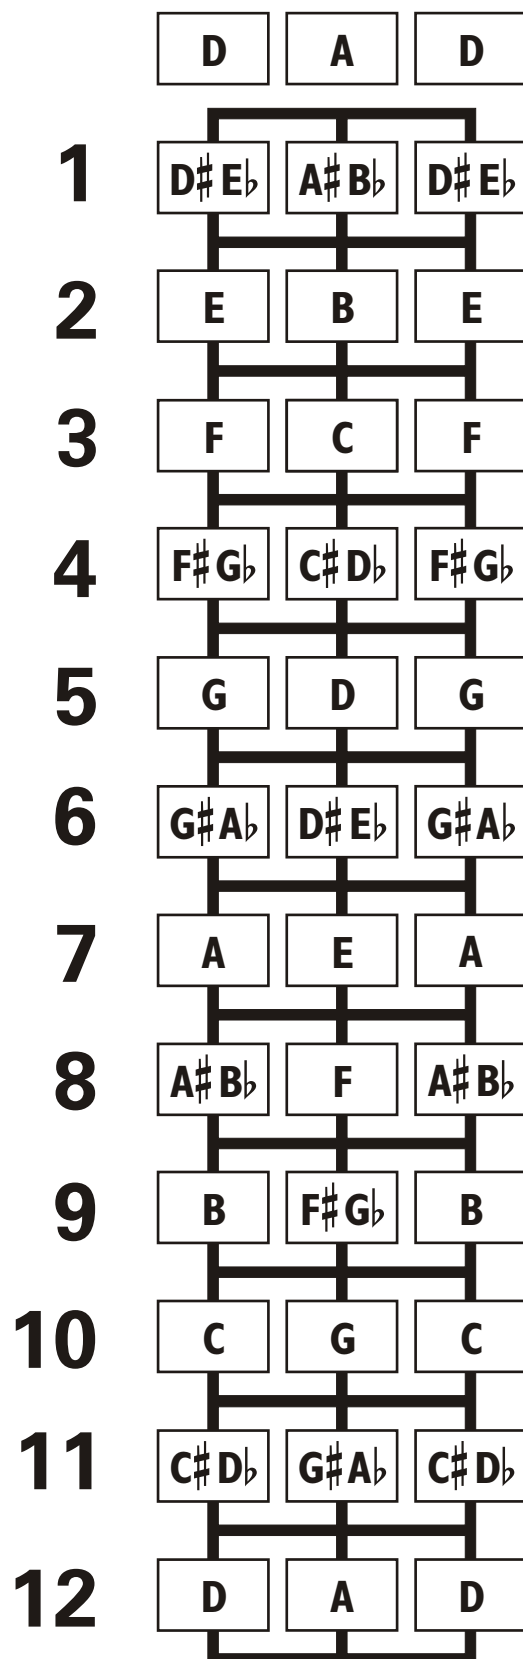 D A D
1 D♯E♭ A♯B♭ D♯E♭
2 E B E
3 F C F
4 F♯G♭ C♯D♭ F♯G♭
5 G D G
6 G♯A♭ D♯E♭ G♯A♭
7 A E A
8 A♯B♭ F A♯B♭
9 B F♯G♭ B
10 C G C
11 C♯D♭ G♯A♭ C♯D♭
12 D A D